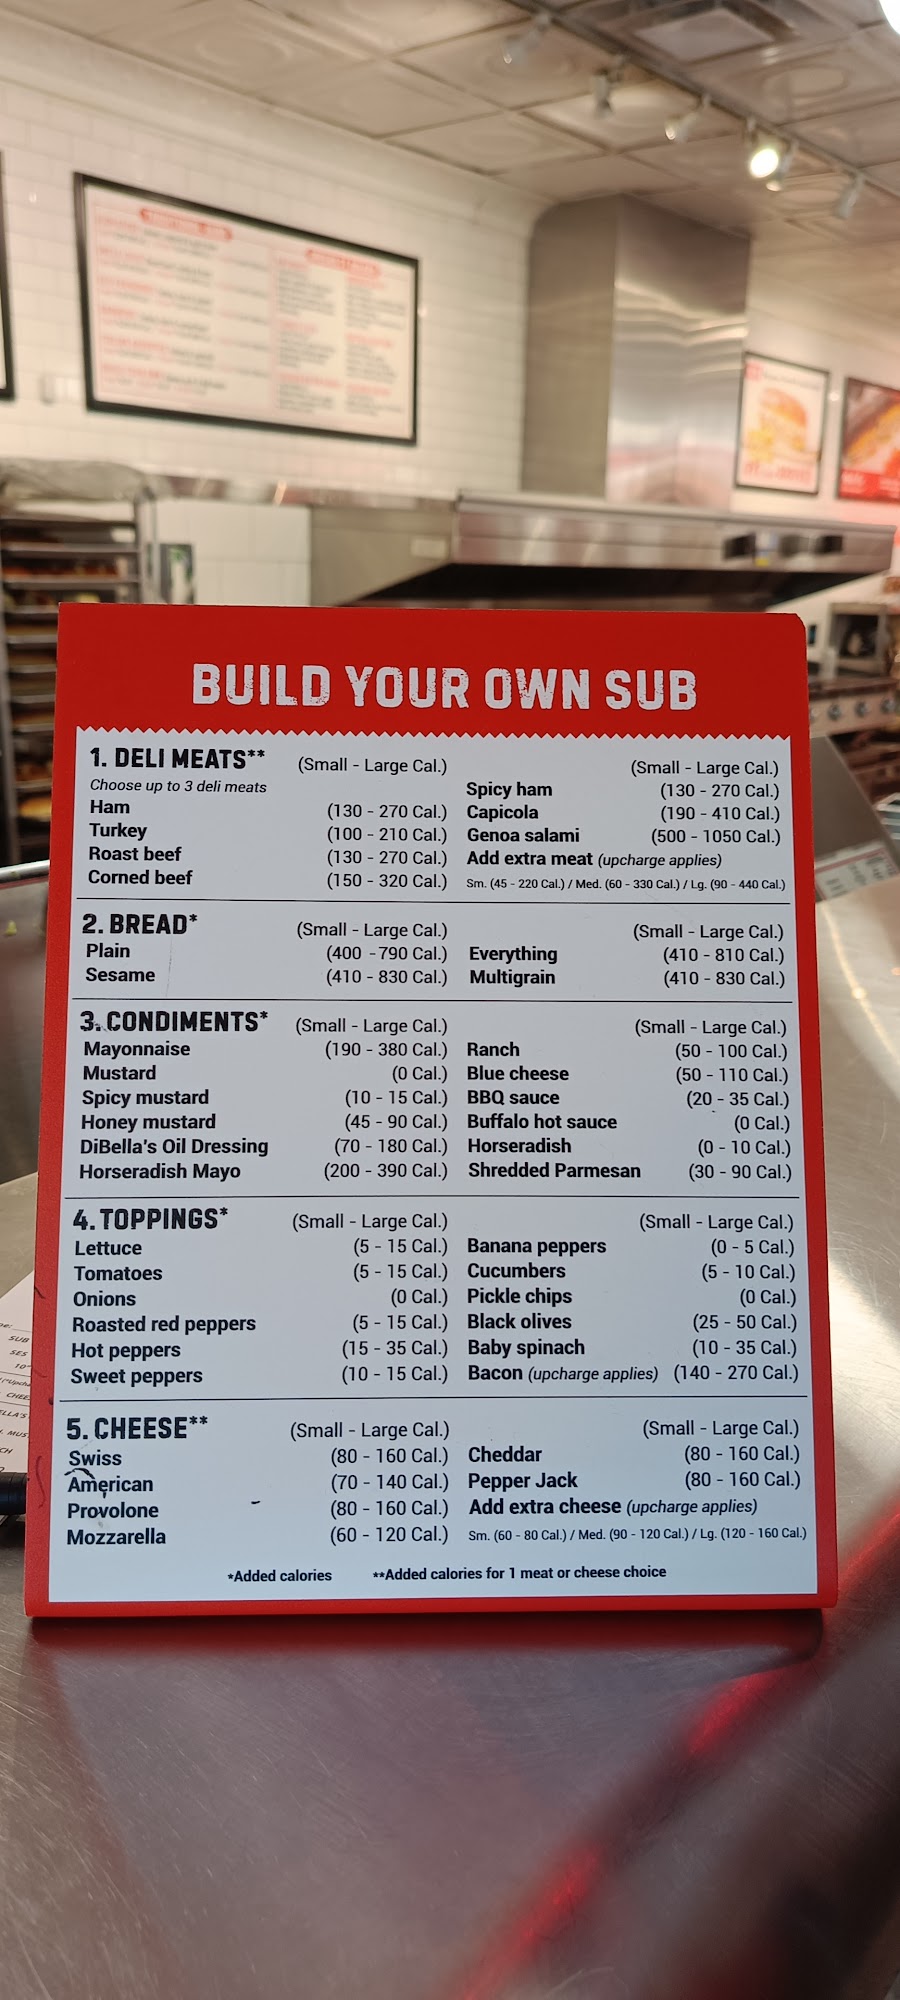 BUILD YOUR OWN SUB
1. DELI MEATS** (Small - Large Cal.)
Choose up to 3 deli meats
Ham (130 - 270 Cal.)
Turkey (100 - 210 Cal.)
Roast beef (130 - 270 Cal.)
Corned beef (150 - 320 Cal.)
(Small - Large Cal.)
Spicy ham (130 - 270 Cal.)
Capicola (190 - 410 Cal.)
Genoa salami (500 - 1050 Cal.)
Add extra meat (upcharge applies)
Sm. (45 - 220 Cal.) / Med. (60 - 330 Cal.) / Lg. (90 - 440 Cal.)
2. BREAD* (Small - Large Cal.)
Plain (400 -790 Cal.)
Sesame (410 - 830 Cal.)
(Small - Large Cal.)
Everything (410 - 810 Cal.)
Multigrain (410 - 830 Cal.)
3. CONDIMENTS* (Small - Large Cal.)
Mayonnaise (190 - 380 Cal.)
Mustard (0 Cal.)
Spicy mustard (10 - 15 Cal.)
Honey mustard (45 - 90 Cal.)
DiBella's Oil Dressing (70 - 180 Cal.)
Horseradish Mayo (200 - 390 Cal.)
(Small - Large Cal.)
Ranch (50 - 100 Cal.)
Blue cheese (50 - 110 Cal.)
BBQ sauce (20 - 35 Cal.)
Buffalo hot sauce (0 Cal.)
Horseradish (0 - 10 Cal.)
Shredded Parmesan (30 - 90 Cal.)
4. TOPPINGS* (Small - Large Cal.)
Lettuce (5 - 15 Cal.)
Tomatoes (5 - 15 Cal.)
Onions (0 Cal.)
Roasted red peppers (5 - 15 Cal.)
Hot peppers (15 - 35 Cal.)
Sweet peppers (10 - 15 Cal.)
(Small - Large Cal.)
Banana peppers (0 - 5 Cal.)
Cucumbers (5 - 10 Cal.)
Pickle chips (0 Cal.)
Black olives (25 - 50 Cal.)
Baby spinach (10 - 35 Cal.)
Bacon (upcharge applies) (140 - 270 Cal.)
5. CHEESE** (Small - Large Cal.)
Swiss (80 - 160 Cal.)
American (70 - 140 Cal.)
Provolone (80 - 160 Cal.)
Mozzarella (60 - 120 Cal.)
(Small - Large Cal.)
Cheddar (80 - 160 Cal.)
Pepper Jack (80 - 160 Cal.)
Add extra cheese (upcharge applies)
Sm. (60 - 80 Cal.) / Med. (90 - 120 Cal.) / Lg. (120 - 160 Cal.)
*Added calories **Added calories for 1 meat or cheese choice
SUB